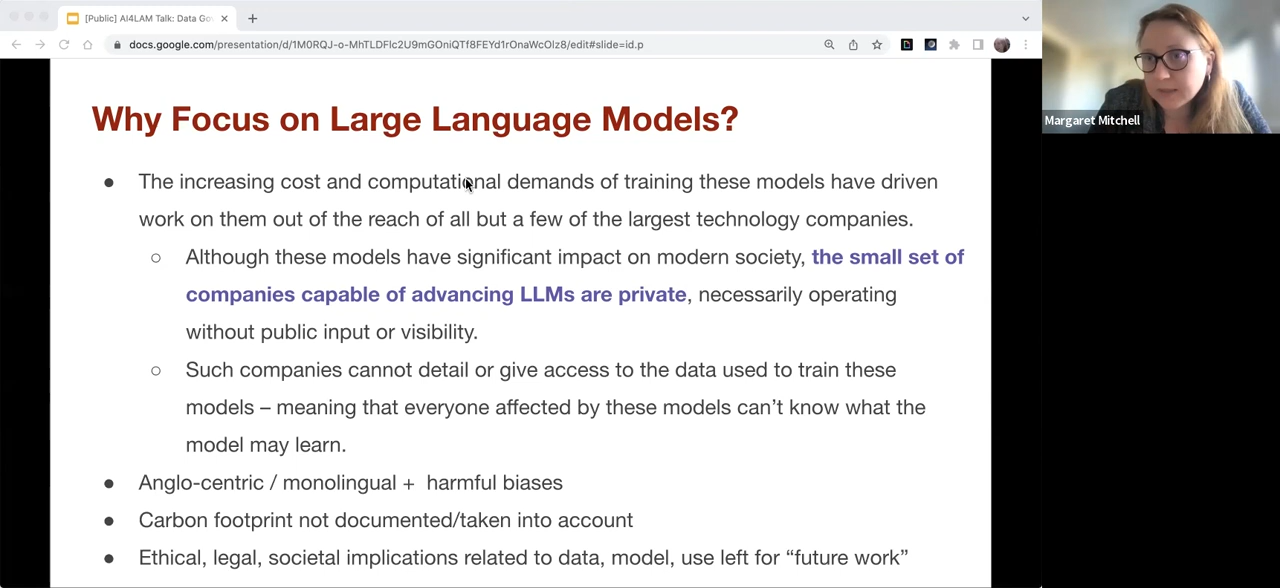 [Public] AI4LAM Talk: Data Go
docs.google.com/presentation/d/1M0RQJ-o-MhTLDFlc2U9mGOniQTf8FEYd1rOnaWcOlz8/edit#slide=id.p
Margaret Mitchell
Why Focus on Large Language Models?
● The increasing cost and computational demands of training these models have driven
work on them out of the reach of all but a few of the largest technology companies.
○ Although these models have significant impact on modern society, the small set of
companies capable of advancing LLMs are private, necessarily operating
without public input or visibility.
○ Such companies cannot detail or give access to the data used to train these
models – meaning that everyone affected by these models can’t know what the
model may learn.
● Anglo-centric / monolingual + harmful biases
● Carbon footprint not documented/taken into account
● Ethical, legal, societal implications related to data, model, use left for “future work”